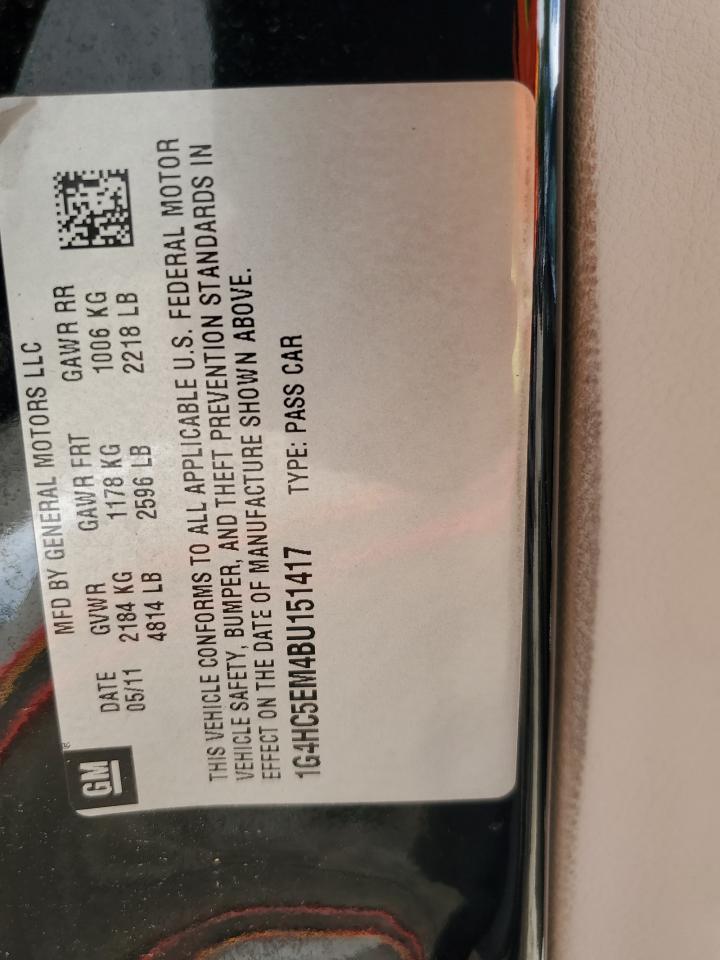 GM
MFD BY GENERAL MOTORS LLC
DATE GVWR GAWR FRT GAWR RR
05/11 2184 KG 1178 KG 1006 KG
4814 LB 2596 LB 2218 LB
THIS VEHICLE CONFORMS TO ALL APPLICABLE U.S. FEDERAL MOTOR
VEHICLE SAFETY, BUMPER, AND THEFT PREVENTION STANDARDS IN
EFFECT ON THE DATE OF MANUFACTURE SHOWN ABOVE.
1G4HC5EM4BU151417 TYPE: PASS CAR